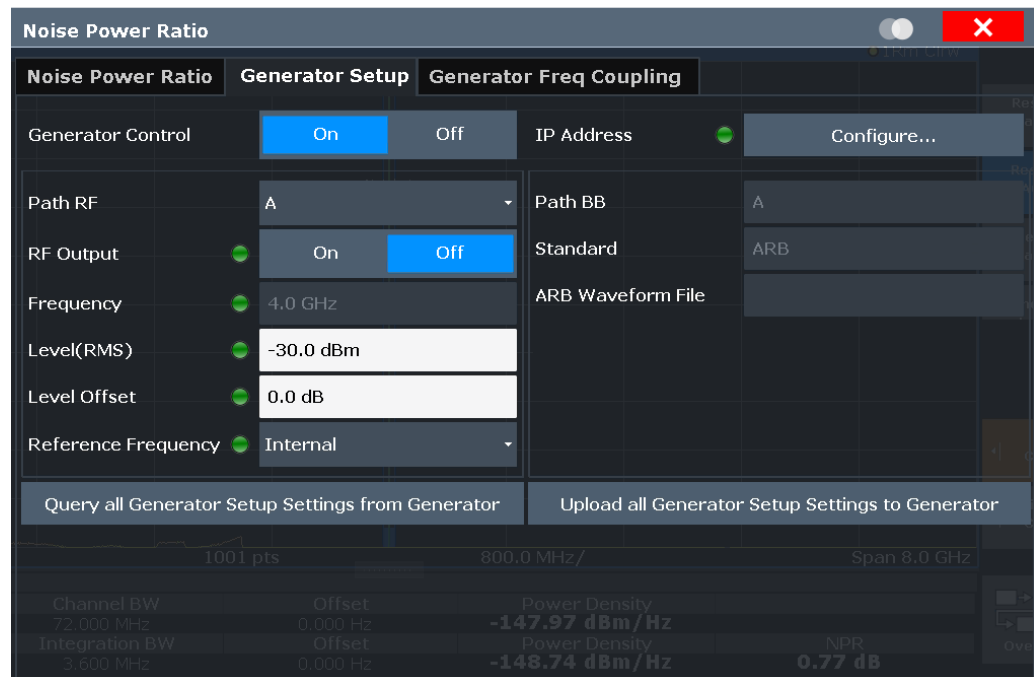 Noise Power Ratio
1Rm Clrw
Noise Power Ratio Generator Setup Generator Freq Coupling
Generator Control On Off IP Address Configure...
Path RF A Path BB A
RF Output On Off Standard ARB
Frequency 4.0 GHz ARB Waveform File
Level(RMS) -30.0 dBm
Level Offset 0.0 dB
Reference Frequency Internal
Query all Generator Setup Settings from Generator Upload all Generator Setup Settings to Generator
1001 pts 800.0 MHz/ Span 8.0 GHz
Channel BW Offset Power Density
72.000 MHz 0.000 Hz -147.97 dBm/Hz
Integration BW Offset Power Density NPR
3.600 MHz 0.000 Hz -148.74 dBm/Hz 0.77 dB